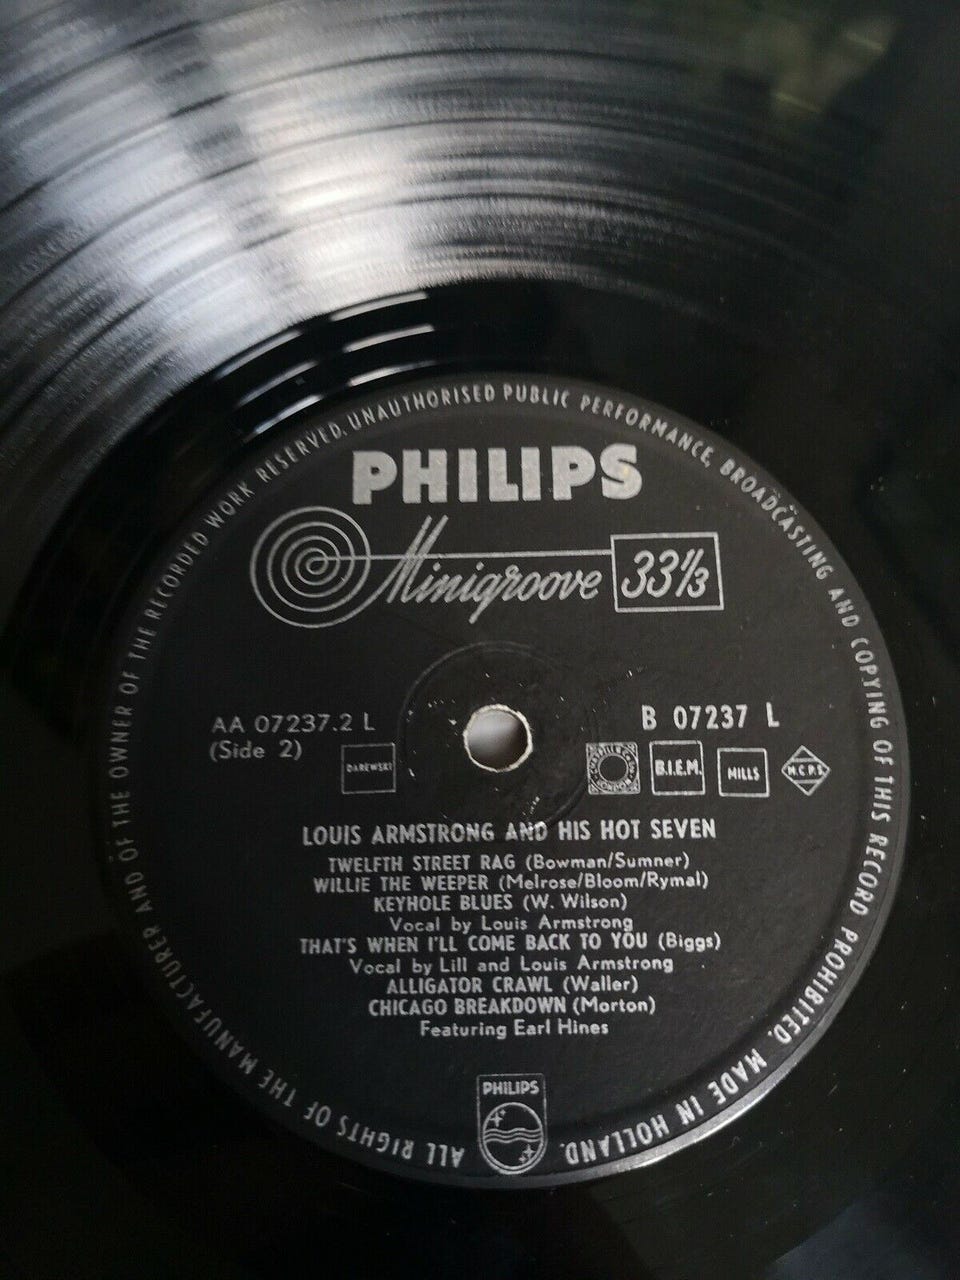 ALL RIGHTS OF THE MANUFACTURER AND OF THE OWNER OF THE RECORDED WORK RESERVED. UNAUTHORISED PUBLIC PERFORMANCE, BROADCASTING AND COPYING OF THIS RECORD PROHIBITED. MADE IN HOLLAND.
PHILIPS
Minigroove 33⅓
AA 07237.2 L
(Side 2)
DAREWSKI
B 07237 L
B.I.E.M.
MILLS
M.C.P.S.
LOUIS ARMSTRONG AND HIS HOT SEVEN
TWELFTH STREET RAG (Bowman/Sumner)
WILLIE THE WEEPER (Melrose/Bloom/Rymal)
KEYHOLE BLUES (W. Wilson)
Vocal by Louis Armstrong
THAT'S WHEN I'LL COME BACK TO YOU (Biggs)
Vocal by Lill and Louis Armstrong
ALLIGATOR CRAWL (Waller)
CHICAGO BREAKDOWN (Morton)
Featuring Earl Hines
PHILIPS